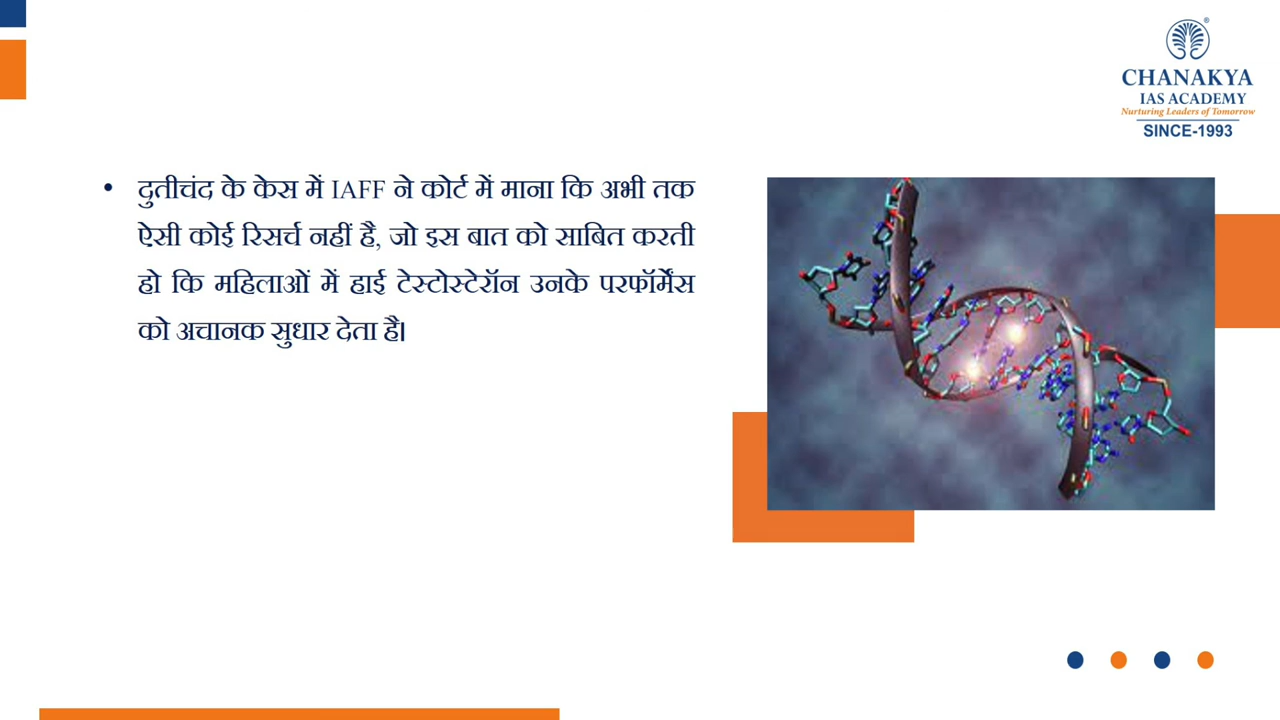 CHANAKYA
IAS ACADEMY
Nurturing Leaders of Tomorrow
SINCE-1993
• दुतीचंद के केस में IAFF ने कोर्ट में माना कि अभी तक
ऐसी कोई रिसर्च नहीं है, जो इस बात को साबित करती
हो कि महिलाओं में हाई टेस्टोस्टेरॉन उनके परफॉर्मेंस
को अचानक सुधार देता है।